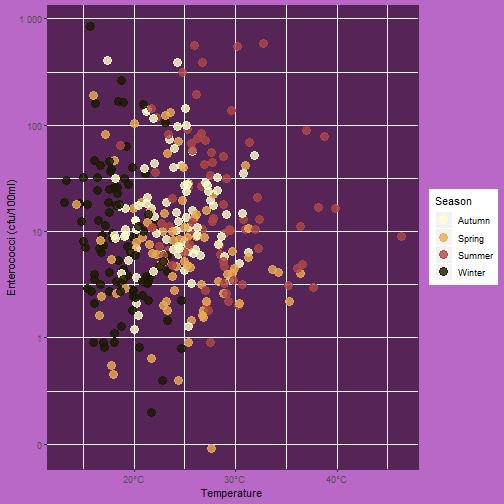 1 000
100
10
1
0
Enterococci (cfu/100ml)
20°C
30°C
40°C
Temperature
Season
Autumn
Spring
Summer
Winter